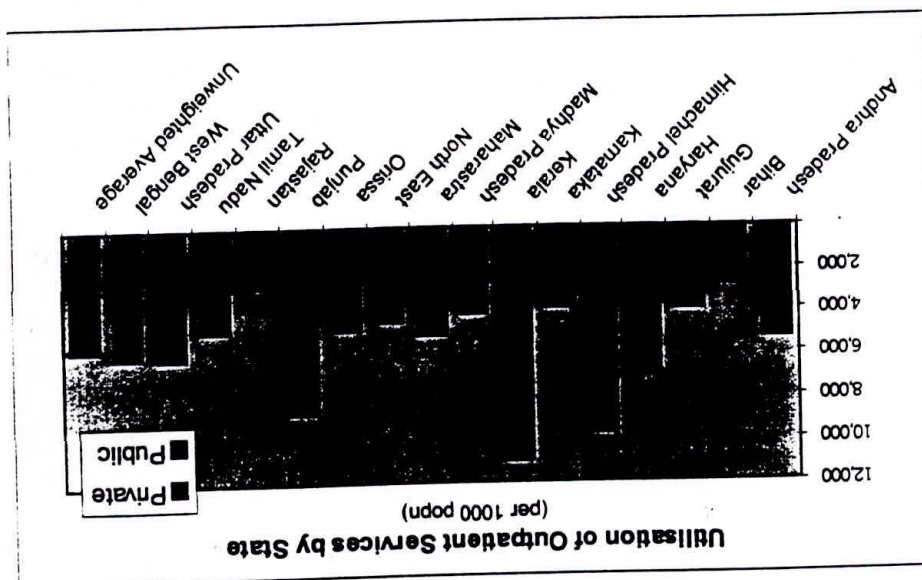 Utilisation of Outpatient Services by State
(per 1000 popn)
12,000
10,000
8,000
6,000
4,000
2,000
Private
Public
Andhra Pradesh
Bihar
Gujurat
Haryana
Himachel Pradesh
Karnataka
Kerala
Madhya Pradesh
Maharastra
North East
Orissa
Punjab
Rajastan
Tamil Nadu
Uttar Pradesh
West Bengal
Unweighted Average